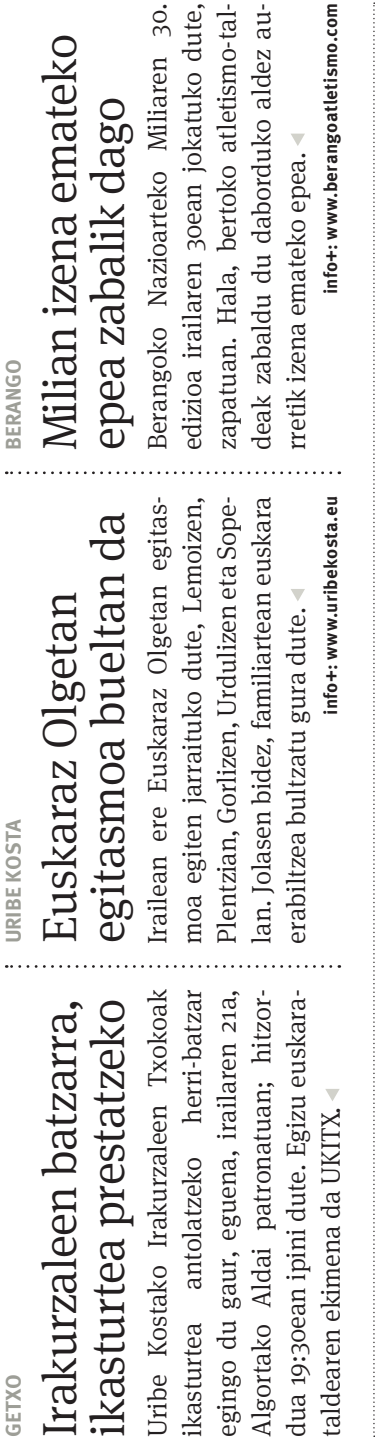 GETXO
Irakurzaleen batzarra,
ikasturtea prestatzeko
Uribe Kostako Irakurzaleen Txokoak
ikasturtea antolatzeko herri-batzar
egingo du gaur, eguena, irailaren 21a,
Algortako Aldai patronatuan; hitzor-
dua 19:30ean ipini dute. Egizu euskara-
taldearen ekimena da UKITX.
URIBE KOSTA
Euskaraz Olgetan
egitasmoa bueltan da
Irailean ere Euskaraz Olgetan egitas-
moa egiten jarraituko dute, Lemoizen,
Plentzian, Gorlizen, Urdulizen eta Sope-
lan. Jolasen bidez, familiartean euskara
erabiltzea bultzatu gura dute.
info+: www.uribekosta.eu
BERANGO
Milian izena emateko
epea zabalik dago
Berangoko Nazioarteko Miliaren 30.
edizioa irailaren 30ean jokatuko dute,
zapatuan. Hala, bertoko atletismo-tal-
deak zabaldu du daborduko aldez au-
rretik izena emateko epea.
info+: www.berangoatletismo.com